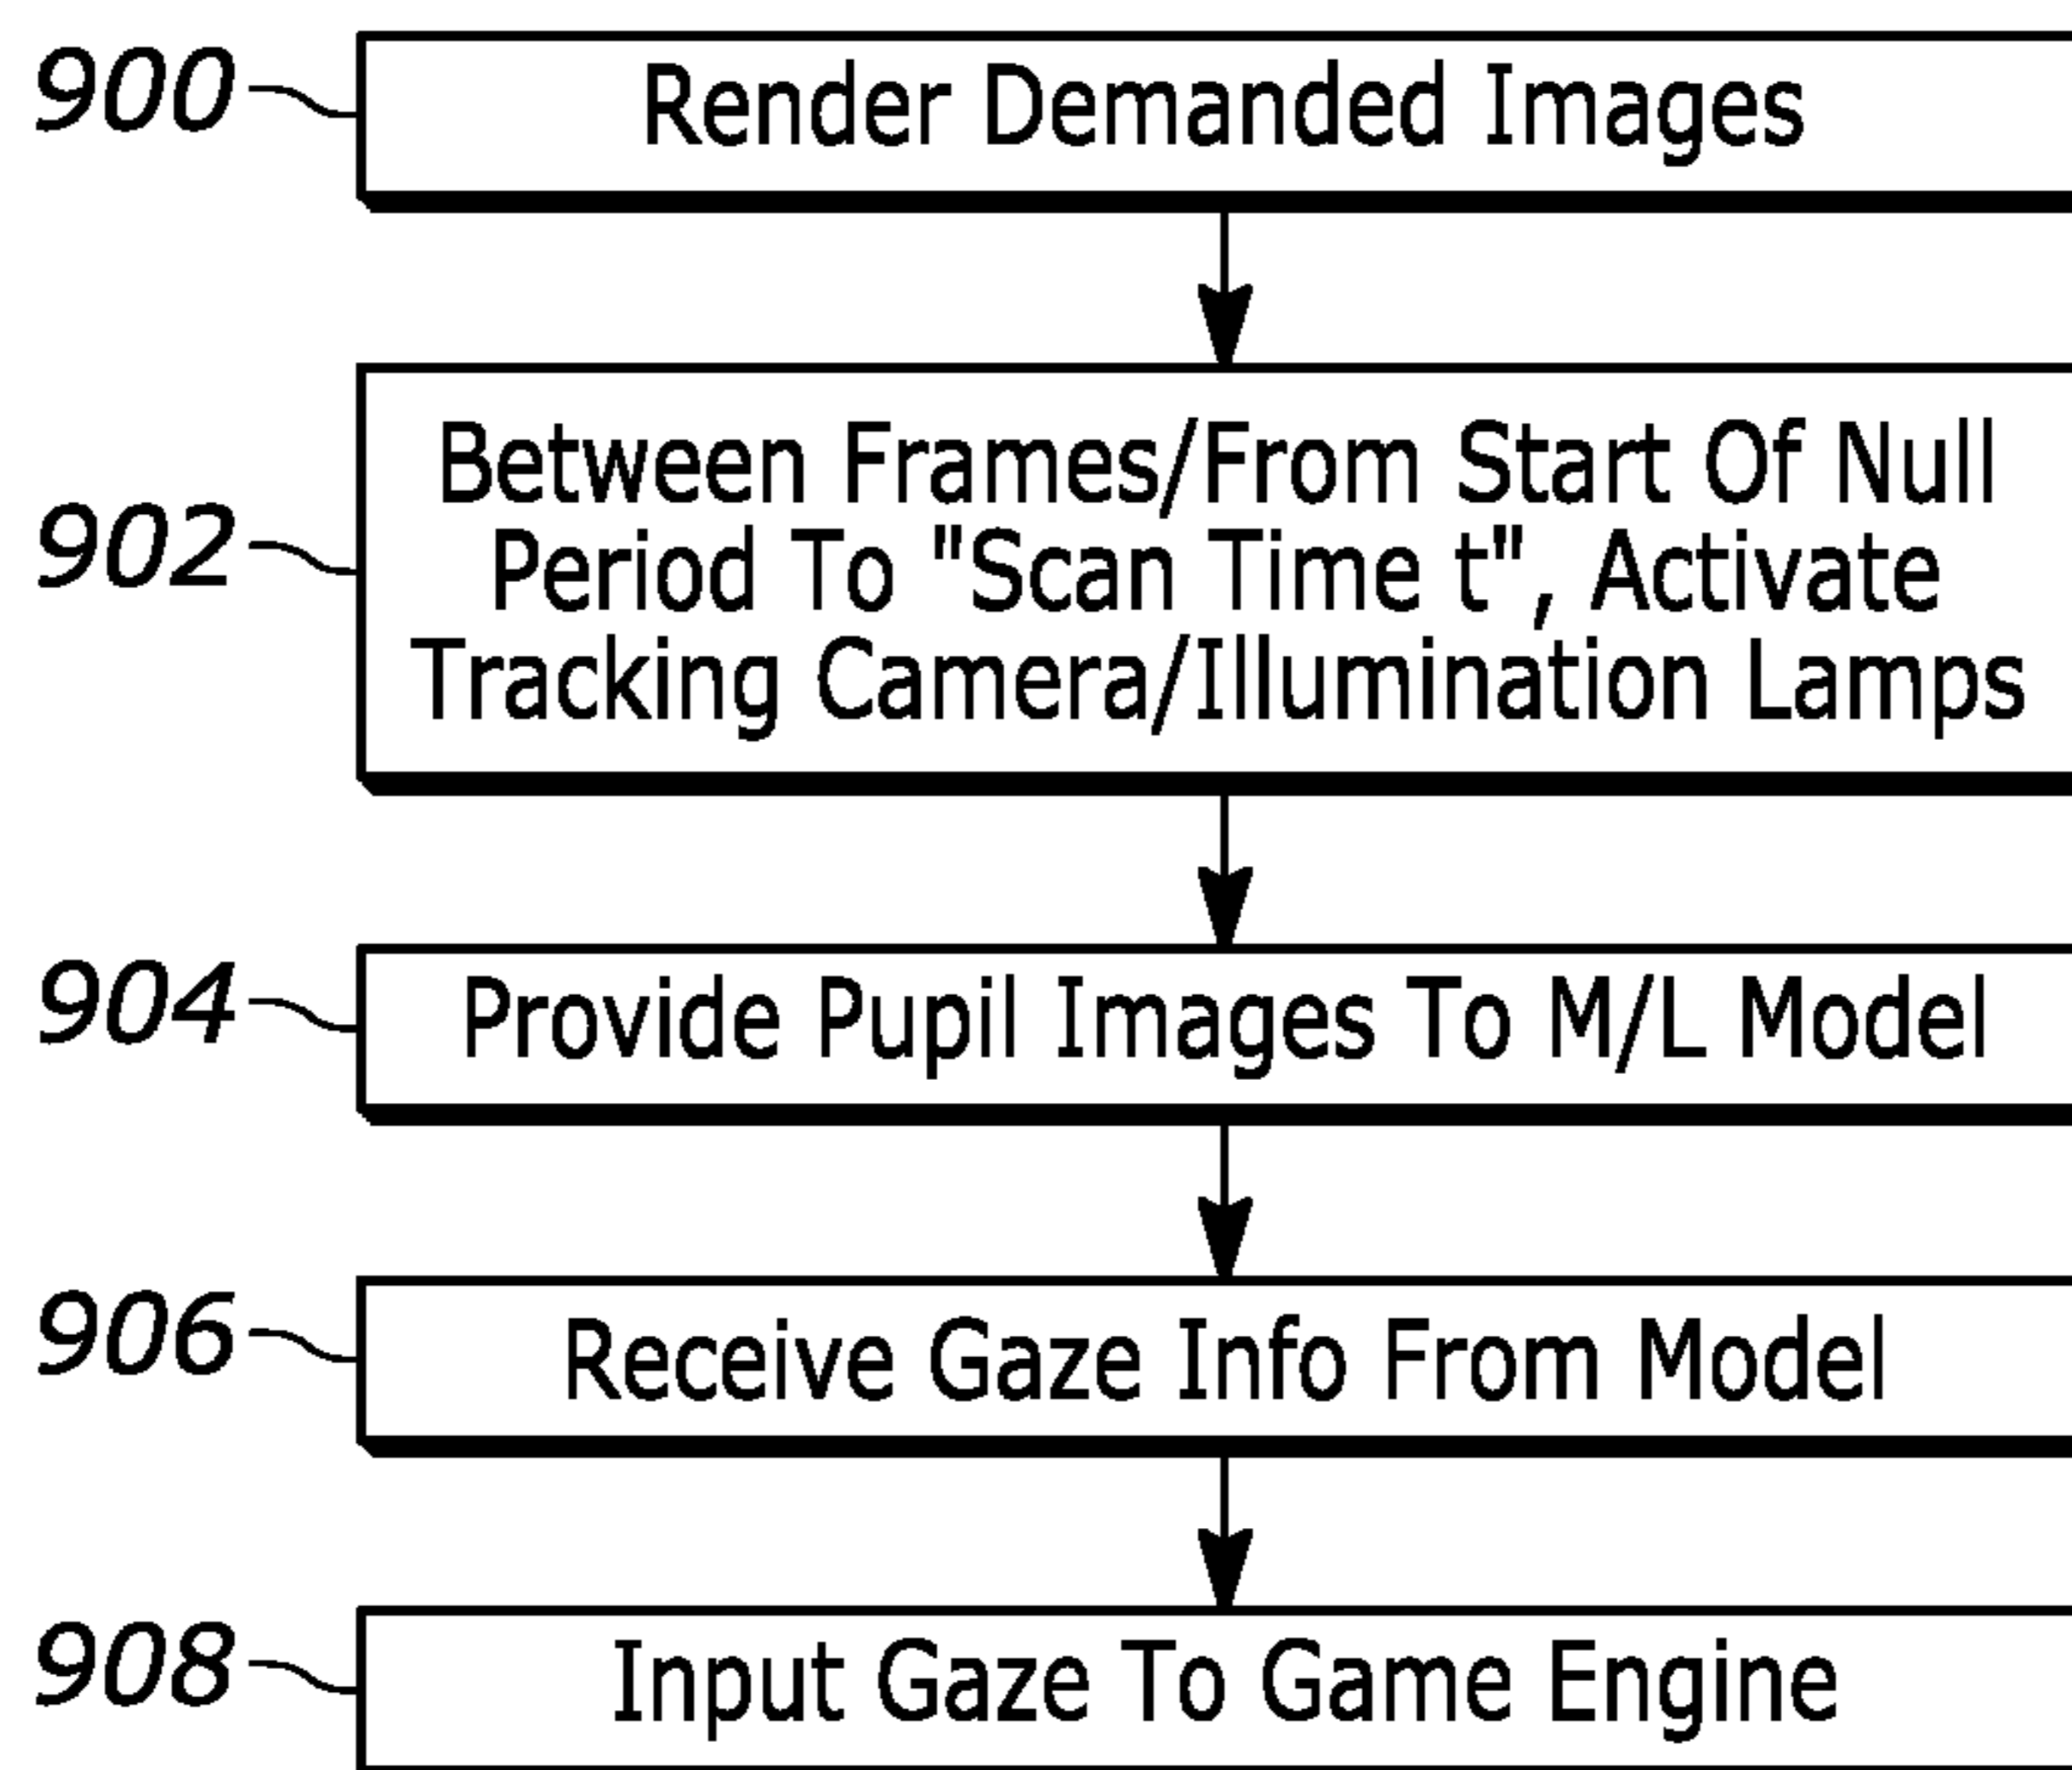 900
Render Demanded Images
902
Between Frames/From Start Of Null
Period To "Scan Time t", Activate
Tracking Camera/Illumination Lamps
904
Provide Pupil Images To M/L Model
906
Receive Gaze Info From Model
908
Input Gaze To Game Engine